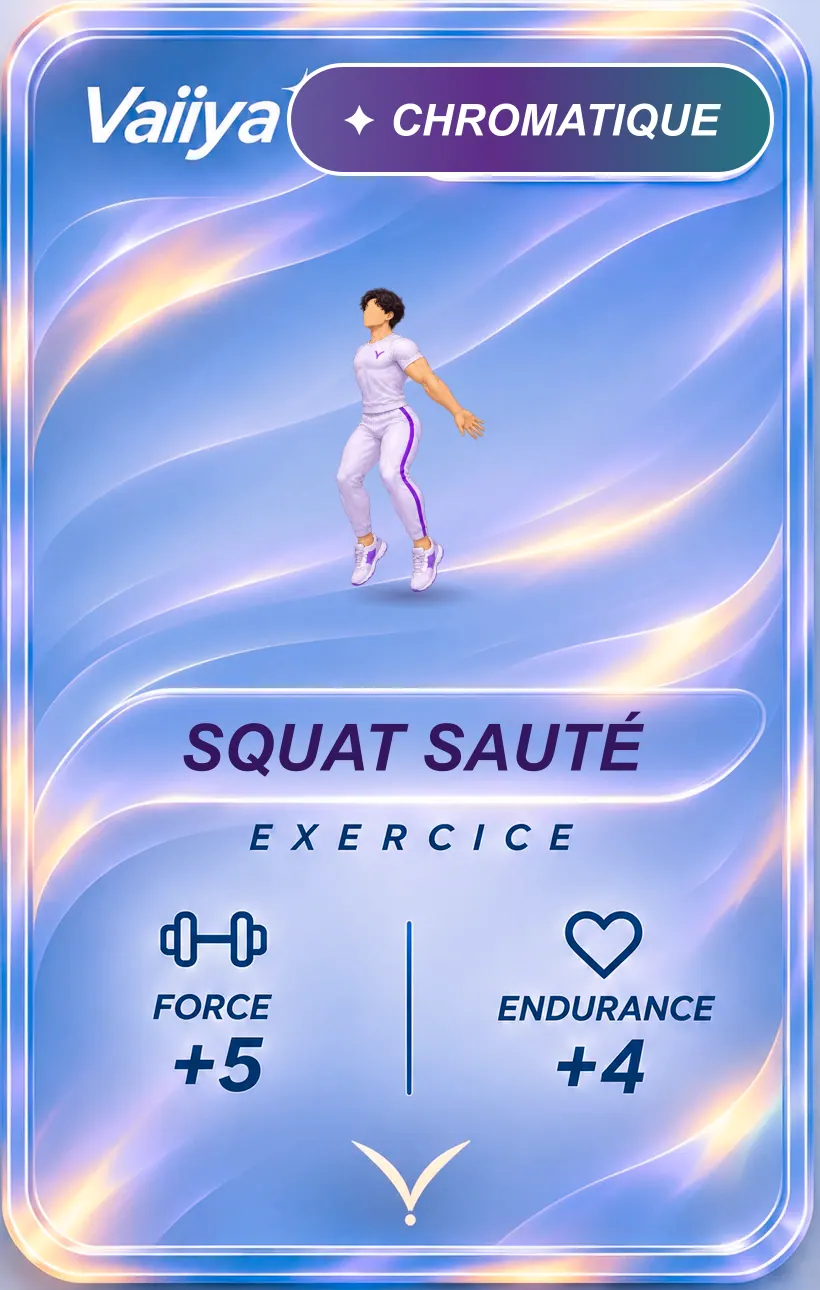 Vaiiya
✦ CHROMATIQUE
SQUAT SAUTÉ
EXERCICE
FORCE
+5
ENDURANCE
+4